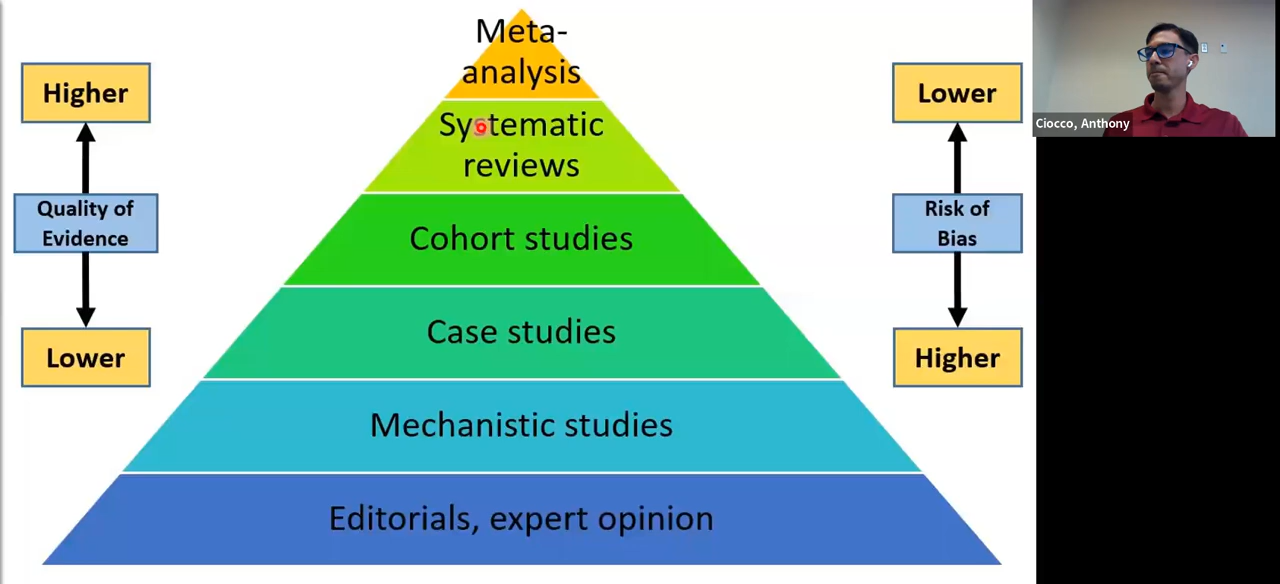 Meta-
analysis
Systematic
reviews
Cohort studies
Case studies
Mechanistic studies
Editorials, expert opinion
Higher
Quality of
Evidence
Lower
Lower
Risk of
Bias
Higher
Ciocco, Anthony